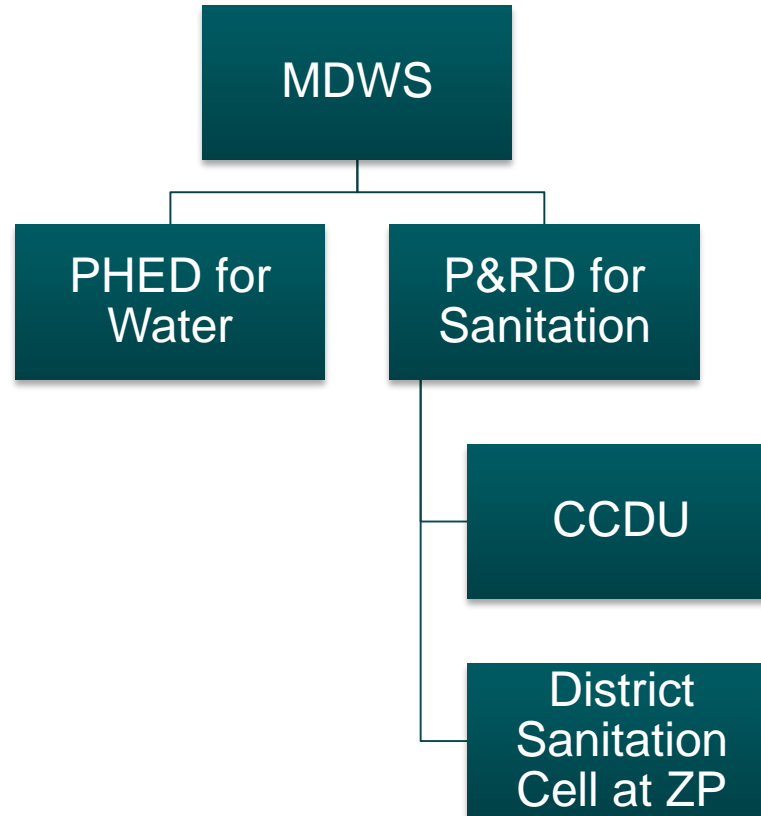 MDWS
PHED for
Water
P&RD for
Sanitation
CCDU
District
Sanitation
Cell at ZP